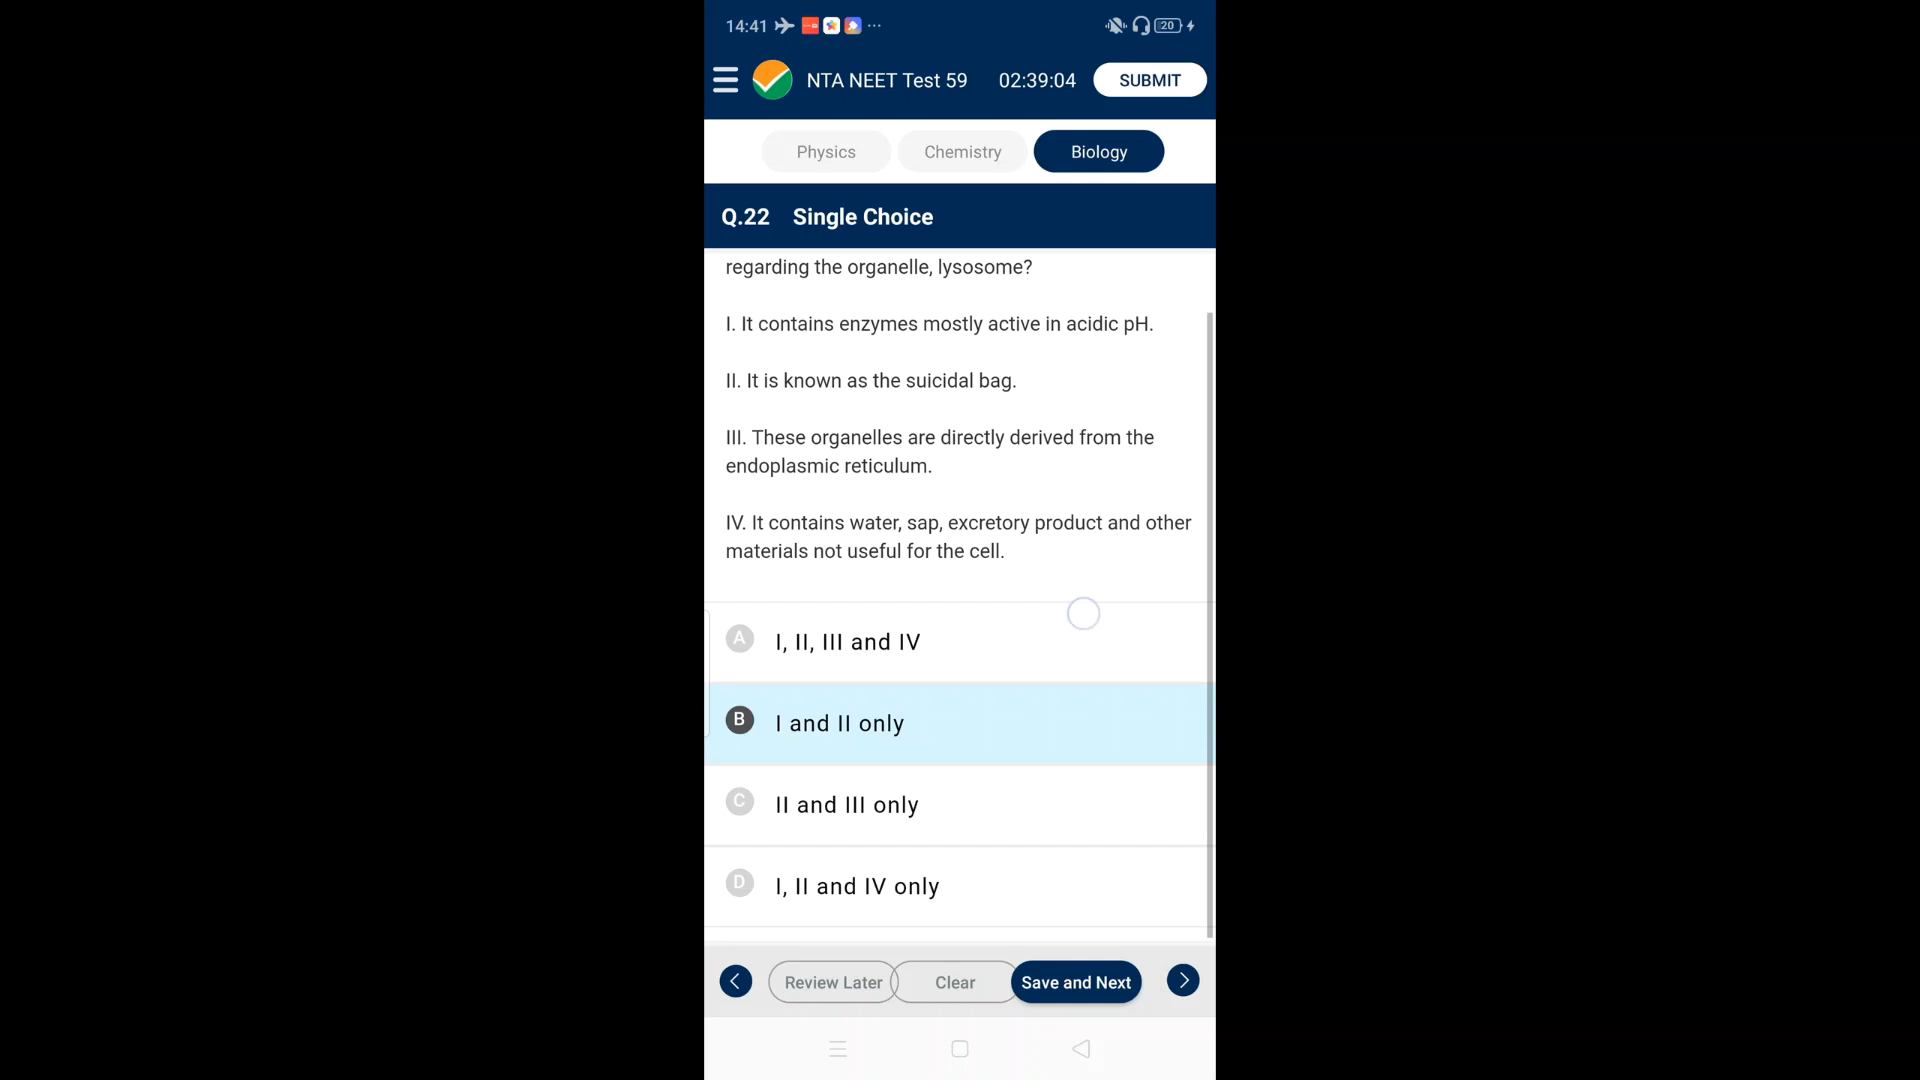 14:41 20
NTA NEET Test 59 02:39:04 SUBMIT
Physics Chemistry Biology
Q.22 Single Choice
regarding the organelle, lysosome?
I. It contains enzymes mostly active in acidic pH.
II. It is known as the suicidal bag.
III. These organelles are directly derived from the
endoplasmic reticulum.
IV. It contains water, sap, excretory product and other
materials not useful for the cell.
A I, II, III and IV
B I and II only
C II and III only
D I, II and IV only
Review Later Clear Save and Next